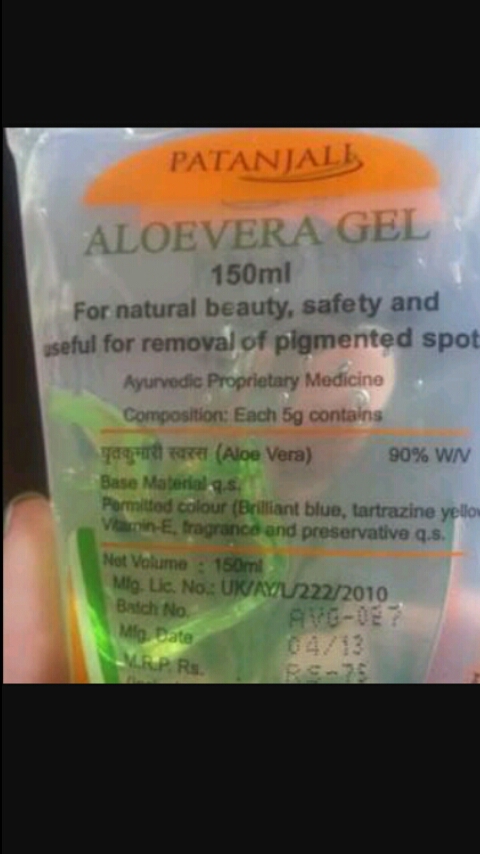 PATANJALI
ALOEVERA GEL
150ml
For natural beauty, safety and
useful for removal of pigmented spot
Ayurvedic Proprietary Medicine
Composition: Each 5g contains
घृतकुमारी स्वरस (Aloe Vera) 90% W/V
Base Material q.s.
Permitted colour (Brilliant blue, tartrazine yellow
Vitamin-E, fragrance and preservative q.s.
Net Volume : 150ml
Mfg. Lic. No.: UK/AY/L/222/2010
Batch No. AVG-087
Mfg. Date 04/13
M.R.P. Rs. RS-75